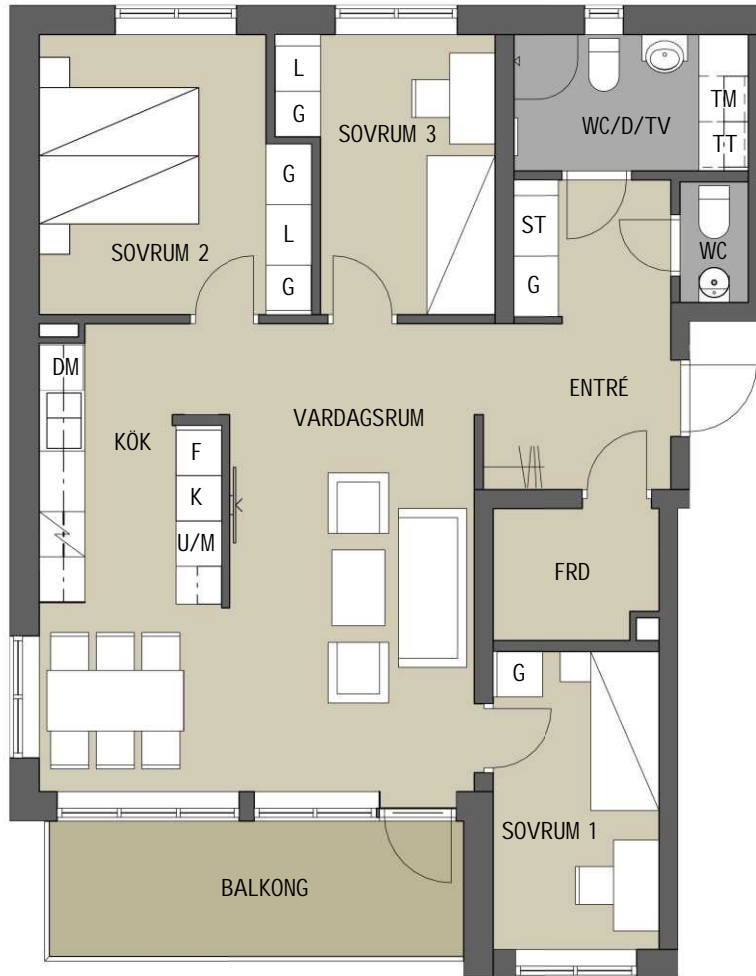 L
G
SOVRUM 3
WC/D/TV
TM
TT
G
L
G
SOVRUM 2
ST
G
WC
DM
KÖK
F
K
U/M
VARDAGSRUM
ENTRÉ
FRD
G
SOVRUM 1
BALKONG